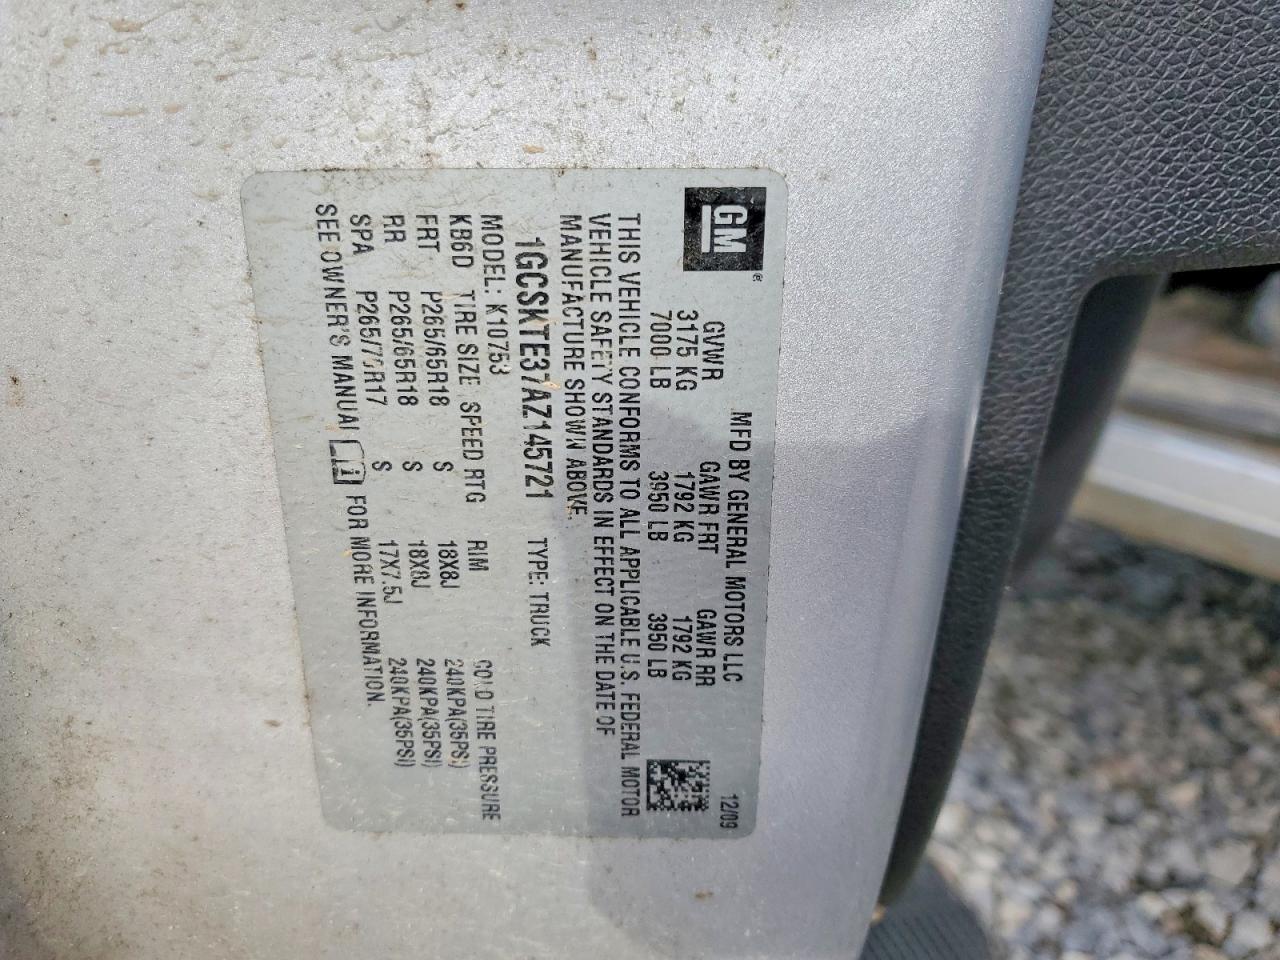 GM®
MFD BY GENERAL MOTORS LLC 12/09
GVWR GAWR FRT GAWR RR
3175 KG 1792 KG 1792 KG
7000 LB 3950 LB 3950 LB
THIS VEHICLE CONFORMS TO ALL APPLICABLE U.S. FEDERAL MOTOR
VEHICLE SAFETY STANDARDS IN EFFECT ON THE DATE OF
MANUFACTURE SHOWN ABOVE.
1GCSKTE37AZ145721 TYPE: TRUCK
MODEL: K10753
KB6D TIRE SIZE SPEED RTG RIM COLD TIRE PRESSURE
FRT P265/65R18 S 18X8J 240KPA(35PSI)
RR P265/65R18 S 18X8J 240KPA(35PSI)
SPA P265/70R17 S 17X7.5J 240KPA(35PSI)
SEE OWNER'S MANUAL i FOR MORE INFORMATION.